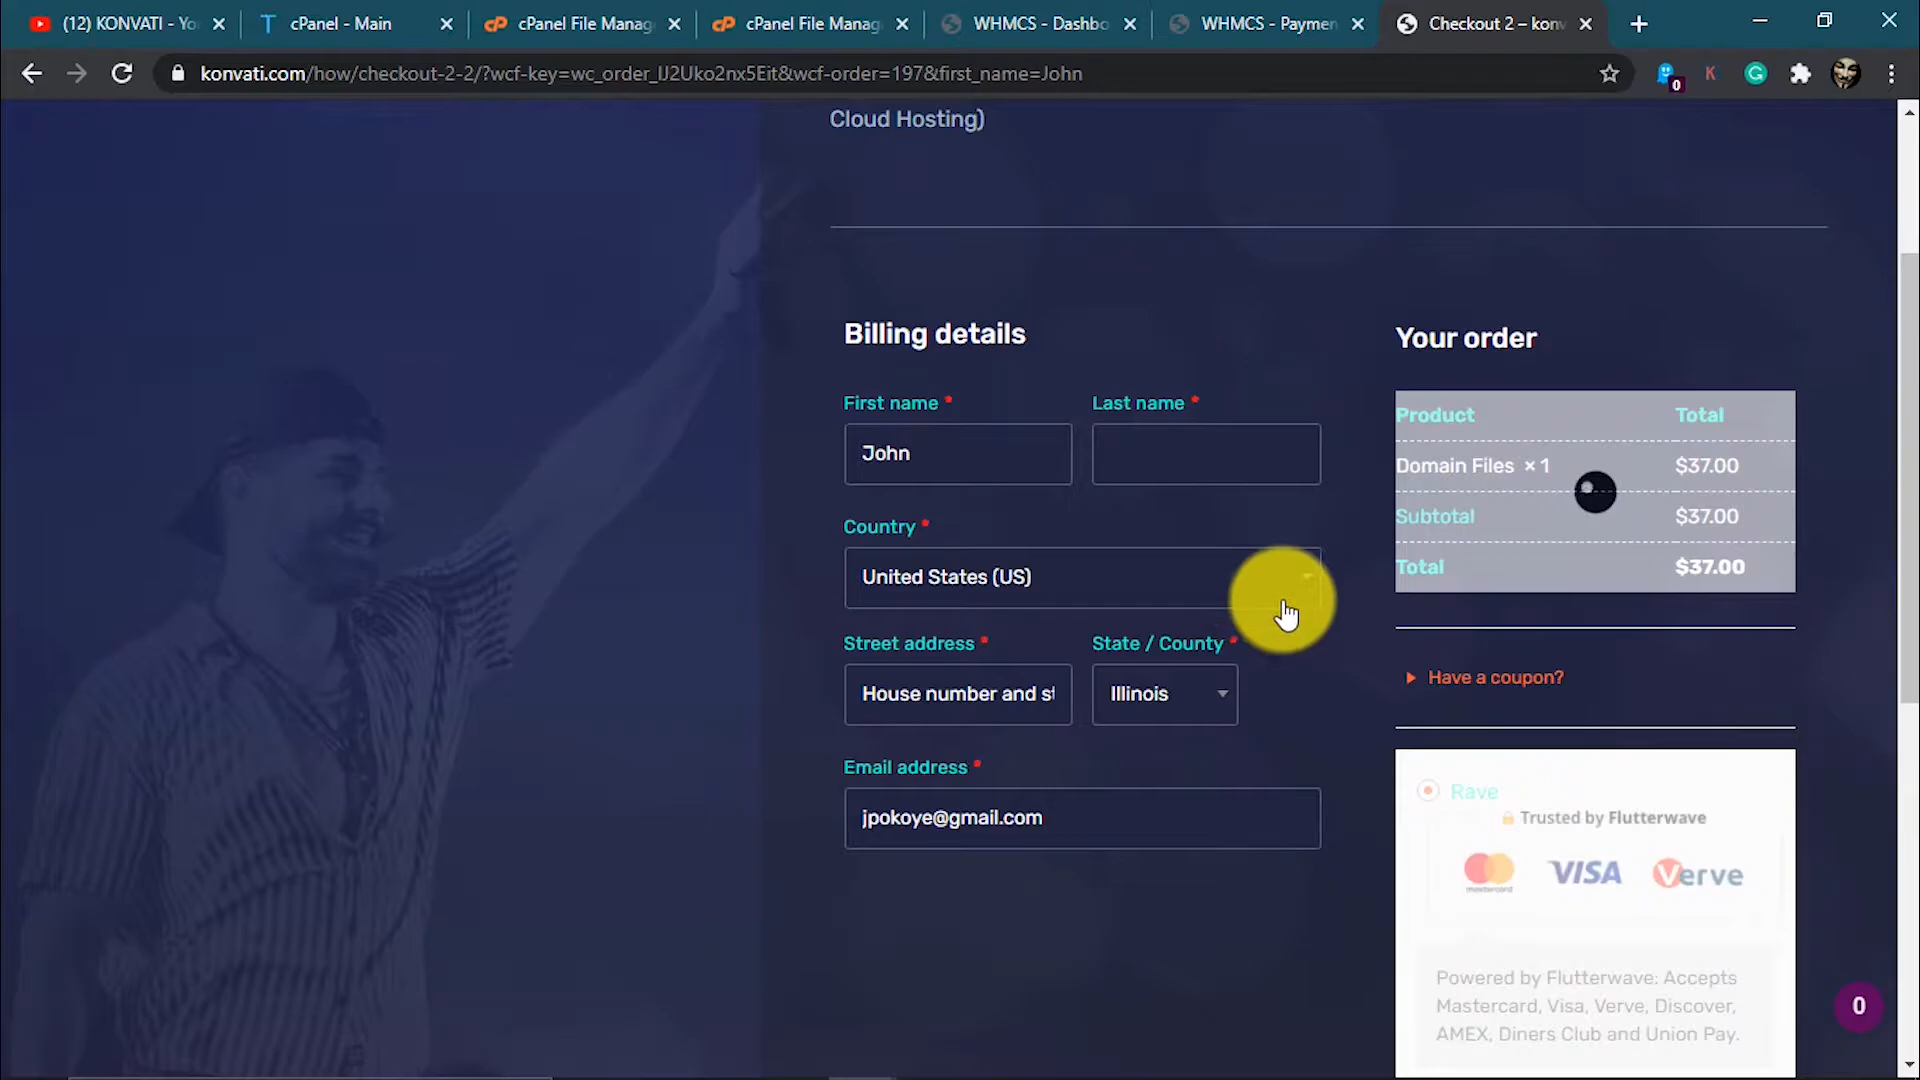 (12) KONVATI - Yo
cPanel - Main
cPanel File Manag
cPanel File Manag
WHMCS - Dashbo
WHMCS - Paymen
Checkout 2 – konv
konvati.com/how/checkout-2-2/?wcf-key=wc_order_lJ2Uko2nx5Eit&wcf-order=197&first_name=John
0
Cloud Hosting)
Billing details
First name *
Last name *
John
Country *
United States (US)
Street address *
State / County *
House number and st
Illinois
Email address *
jpokoye@gmail.com
Your order
Product Total
Domain Files × 1 $37.00
Subtotal $37.00
Total $37.00
Have a coupon?
Rave
Trusted by Flutterwave
mastercard VISA Verve
Powered by Flutterwave: Accepts
Mastercard, Visa, Verve, Discover,
AMEX, Diners Club and Union Pay.
0